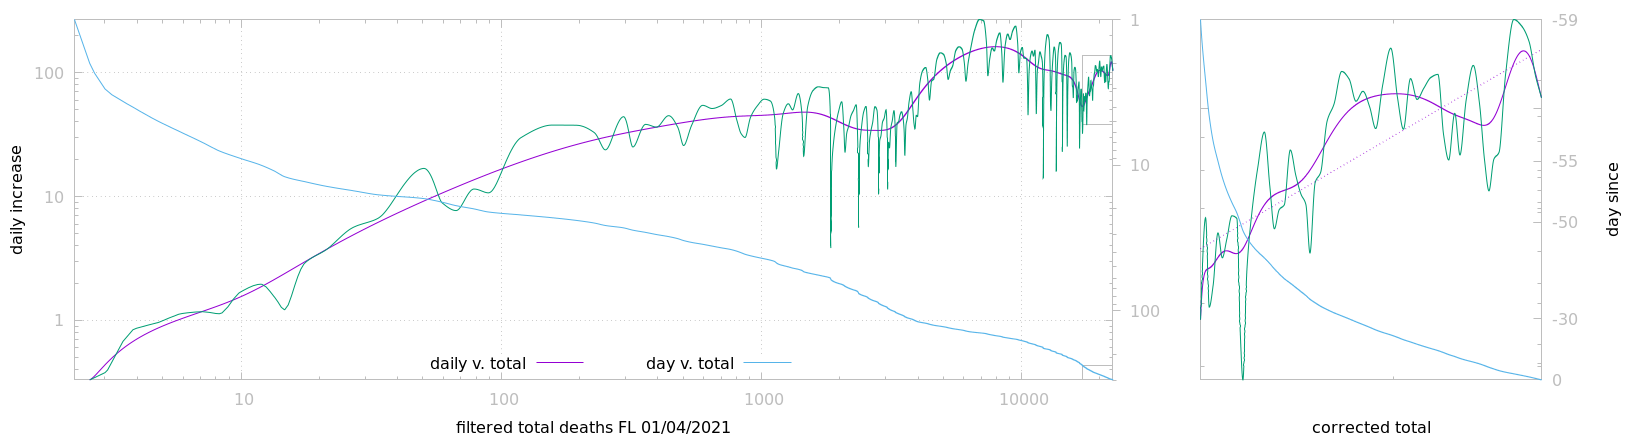 1
-59
100
10
-55
daily increase
10
day since
-50
100
1
-30
daily v. total
day v. total
0
10
100
1000
10000
filtered total deaths FL 01/04/2021
corrected total